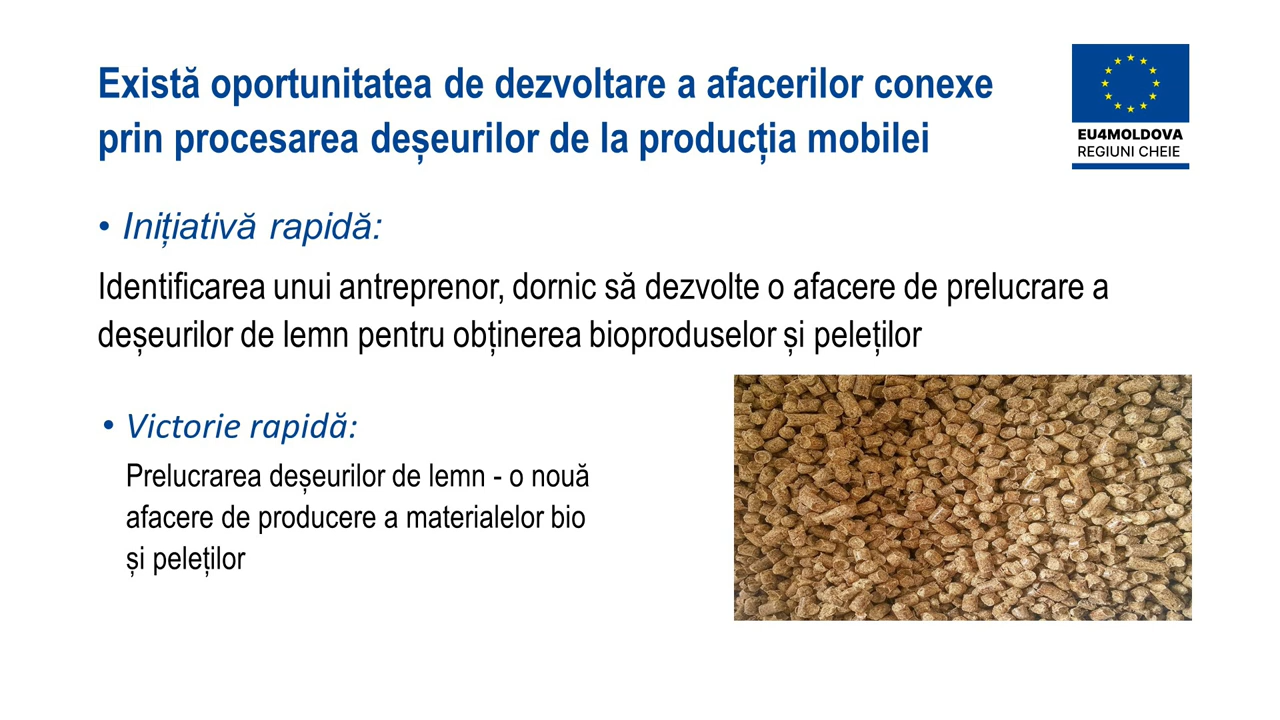 Există oportunitatea de dezvoltare a afacerilor conexe
prin procesarea deșeurilor de la producția mobilei
EU4MOLDOVA
REGIUNI CHEIE
• Inițiativă rapidă:
Identificarea unui antreprenor, dornic să dezvolte o afacere de prelucrare a
deșeurilor de lemn pentru obținerea bioproduselor și peleților
• Victorie rapidă:
Prelucrarea deșeurilor de lemn - o nouă
afacere de producere a materialelor bio
și peleților